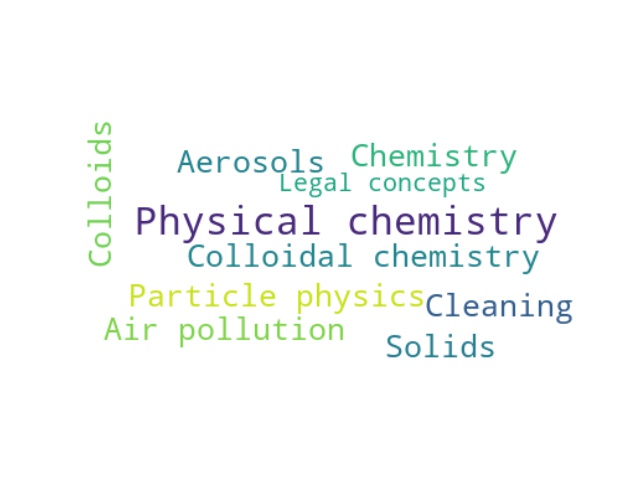 Colloids
Aerosols
Chemistry
Legal concepts
Physical chemistry
Colloidal chemistry
Particle physics
Cleaning
Air pollution
Solids